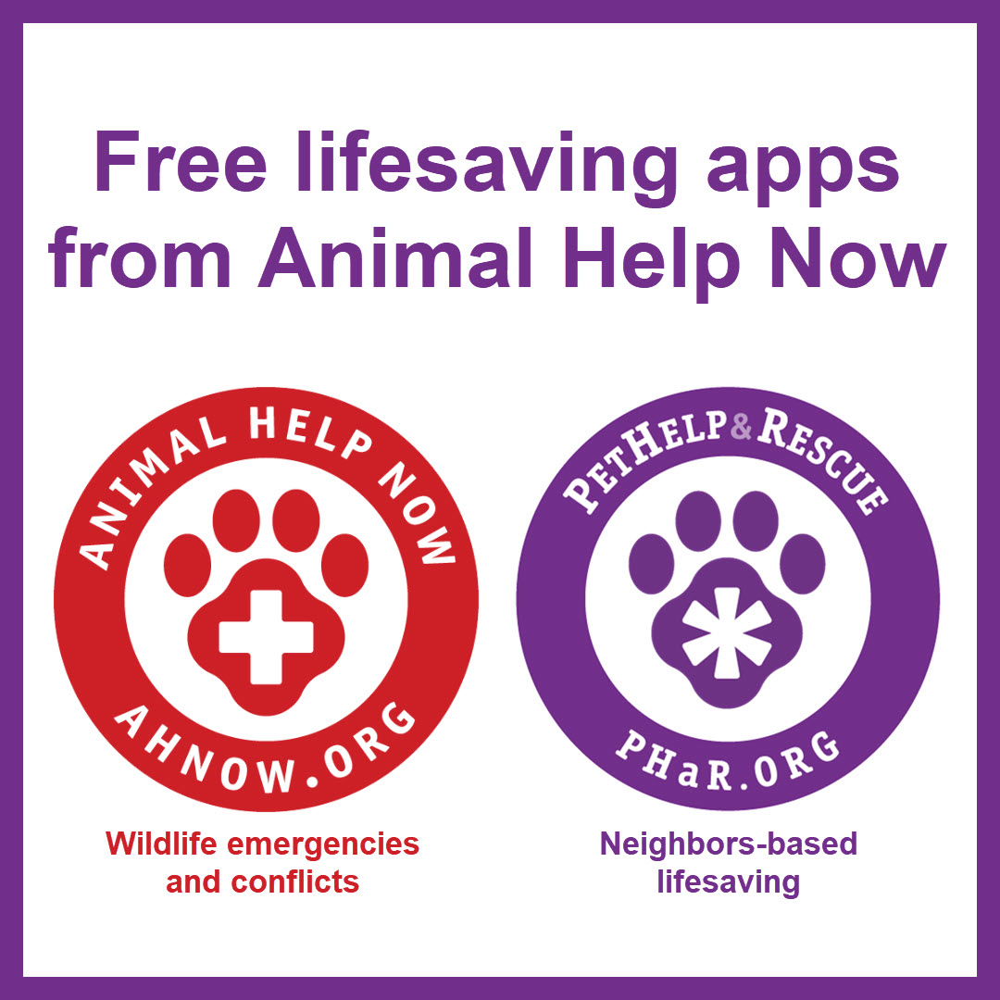 Free lifesaving apps
from Animal Help Now
ANIMAL HELP NOW
AHNOW.ORG
Wildlife emergencies
and conflicts
PETHELP&RESCUE
PHaR.ORG
Neighbors-based
lifesaving